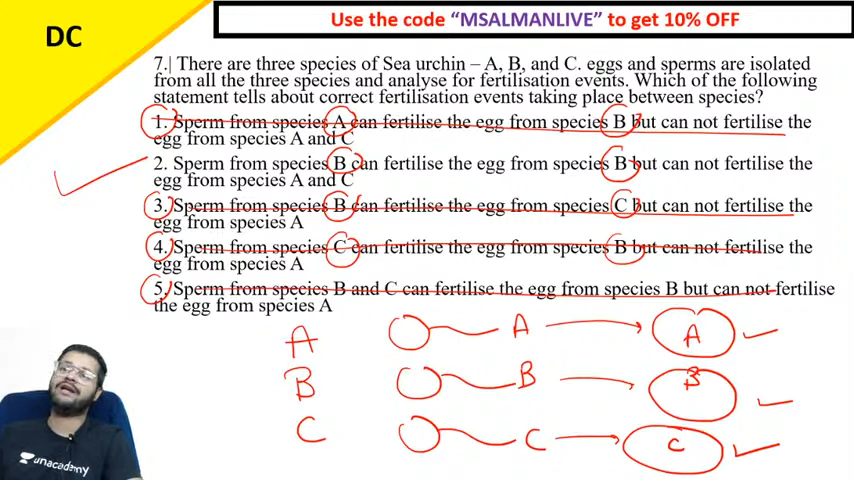 Use the code “MSALMANLIVE” to get 10% OFF
DC
7.| There are three species of Sea urchin – A, B, and C. eggs and sperms are isolated
from all the three species and analyse for fertilisation events. Which of the following
statement tells about correct fertilisation events taking place between species?
1. Sperm from species A can fertilise the egg from species B but can not fertilise the
egg from species A and C
2. Sperm from species B can fertilise the egg from species B but can not fertilise the
egg from species A and C
3. Sperm from species B can fertilise the egg from species C but can not fertilise the
egg from species A
4. Sperm from species C can fertilise the egg from species B but can not fertilise the
egg from species A
5. Sperm from species B and C can fertilise the egg from species B but can not fertilise
the egg from species A
A A A
B B B
C C C
unacademy